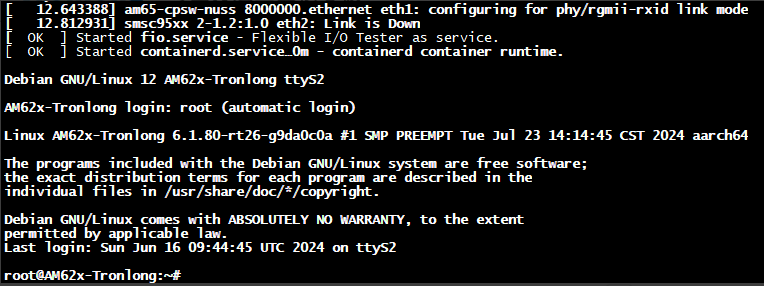 [   12.643388] am65-cpsw-nuss 8000000.ethernet eth1: configuring for phy/rgmii-rxid link mode
[   12.812931] smsc95xx 2-1.2:1.0 eth2: Link is Down
[  OK  ] Started fio.service - Flexible I/O Tester as service.
[  OK  ] Started containerd.service…0m - containerd container runtime.
Debian GNU/Linux 12 AM62x-Tronlong ttyS2
AM62x-Tronlong login: root (automatic login)
Linux AM62x-Tronlong 6.1.80-rt26-g9da0c0a #1 SMP PREEMPT Tue Jul 23 14:14:45 CST 2024 aarch64
The programs included with the Debian GNU/Linux system are free software;
the exact distribution terms for each program are described in the
individual files in /usr/share/doc/*/copyright.
Debian GNU/Linux comes with ABSOLUTELY NO WARRANTY, to the extent
permitted by applicable law.
Last login: Sun Jun 16 09:44:45 UTC 2024 on ttyS2
root@AM62x-Tronlong:~#